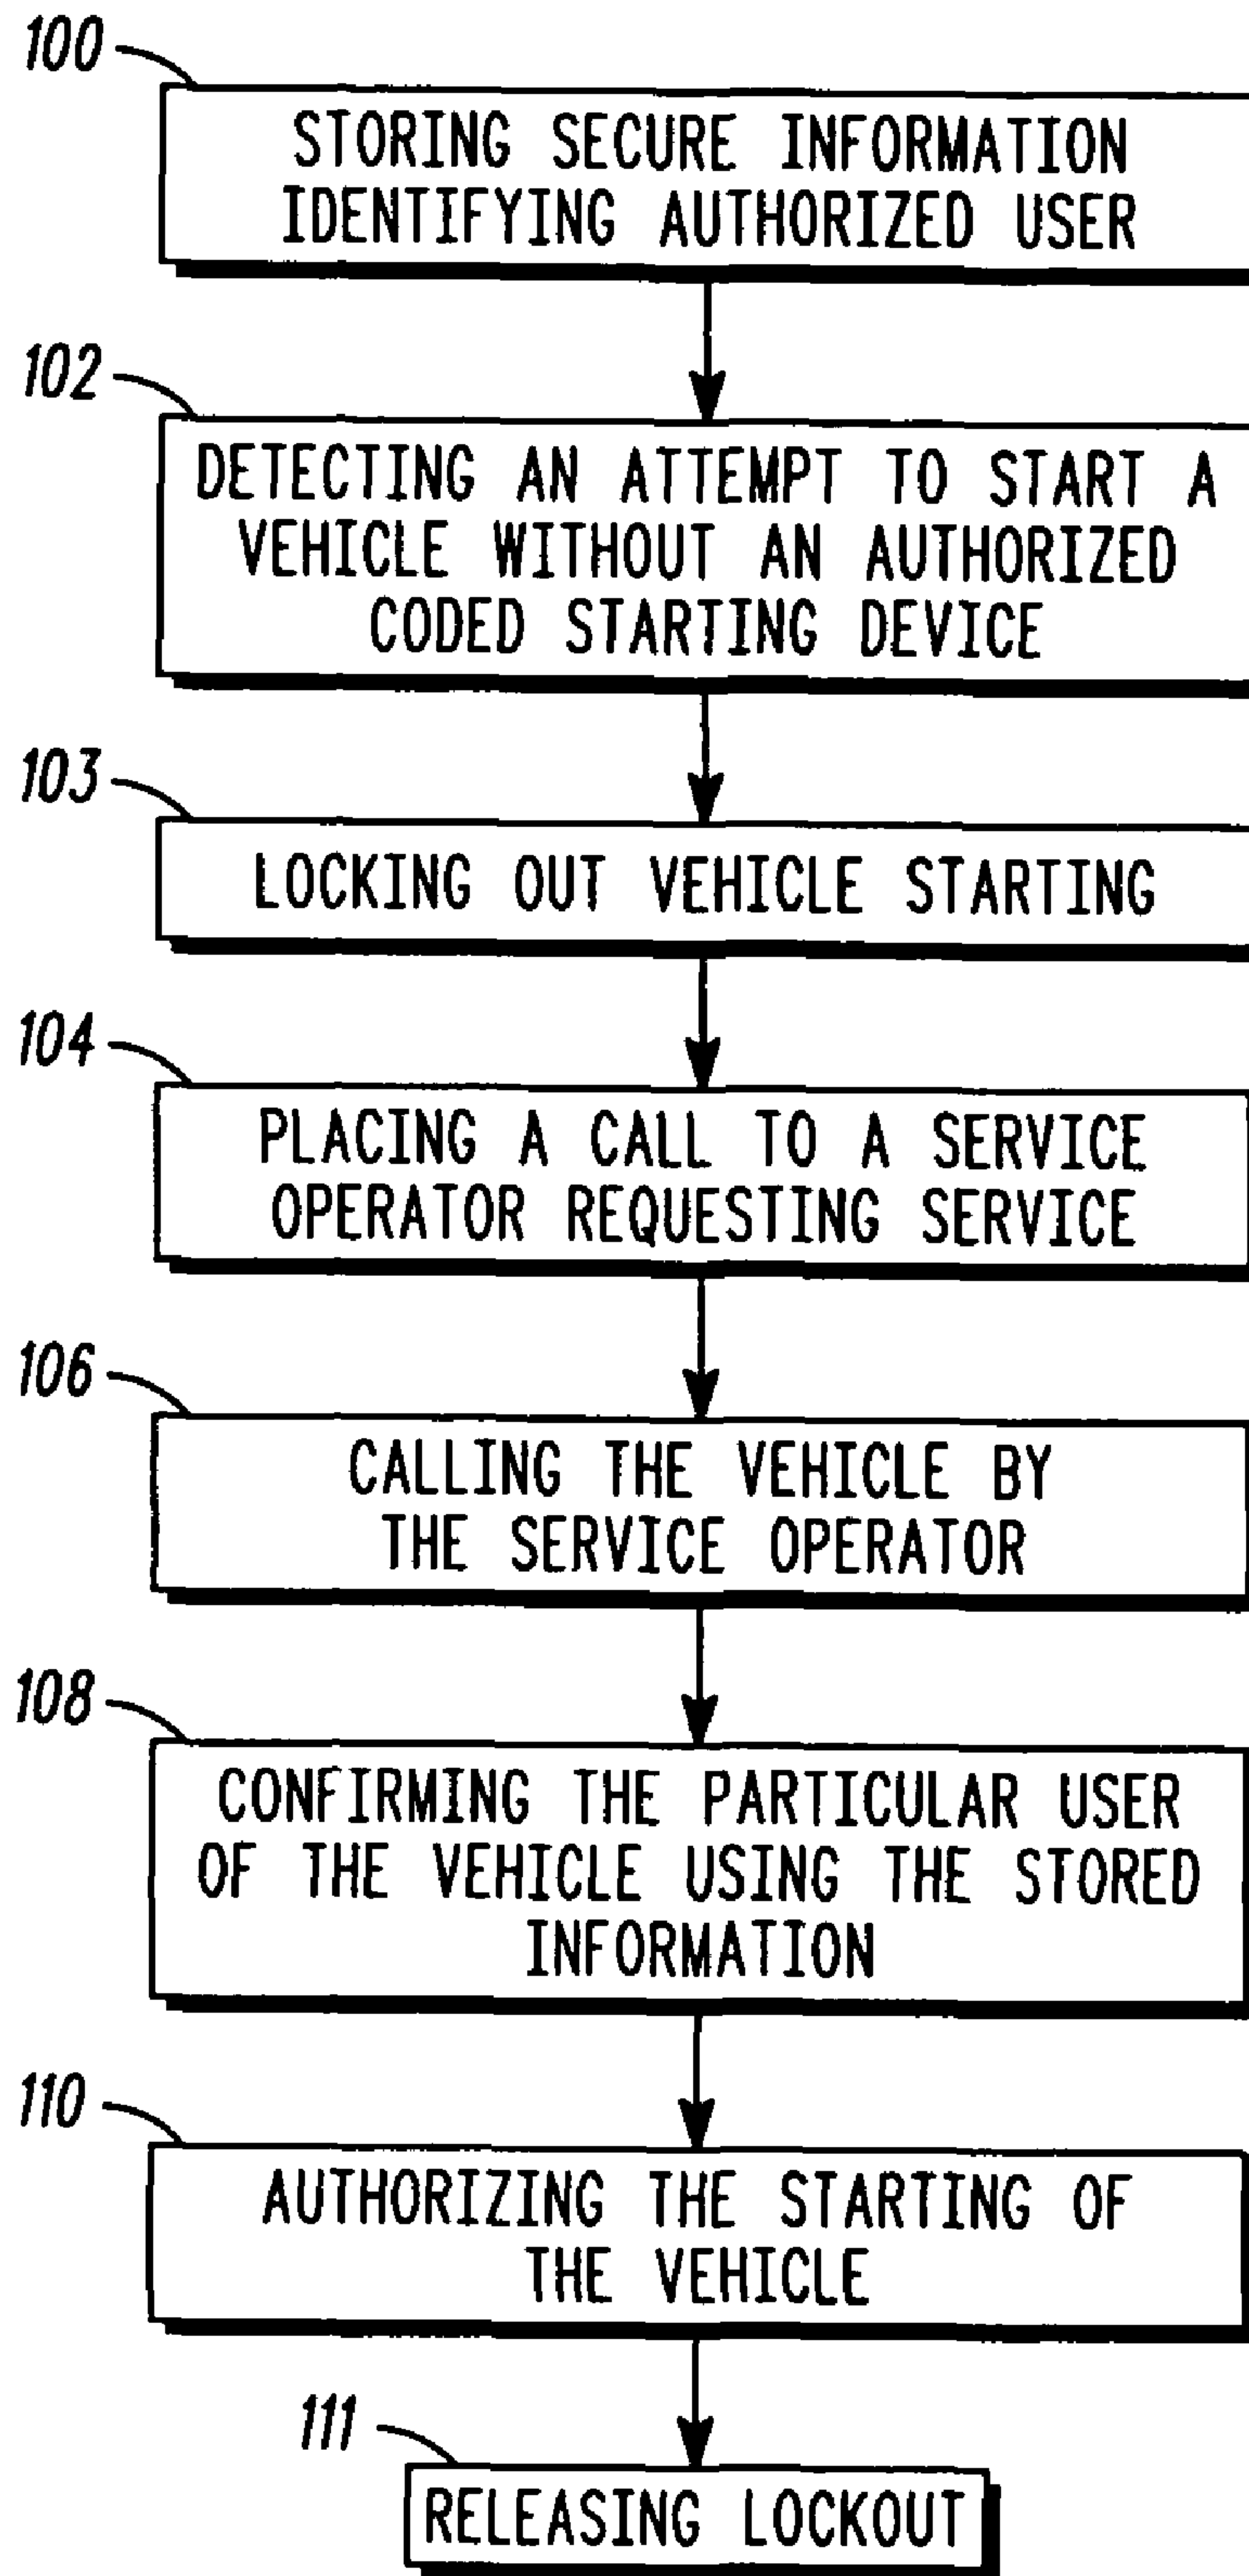 100
STORING SECURE INFORMATION
IDENTIFYING AUTHORIZED USER
102
DETECTING AN ATTEMPT TO START A
VEHICLE WITHOUT AN AUTHORIZED
CODED STARTING DEVICE
103
LOCKING OUT VEHICLE STARTING
104
PLACING A CALL TO A SERVICE
OPERATOR REQUESTING SERVICE
106
CALLING THE VEHICLE BY
THE SERVICE OPERATOR
108
CONFIRMING THE PARTICULAR USER
OF THE VEHICLE USING THE STORED
INFORMATION
110
AUTHORIZING THE STARTING OF
THE VEHICLE
111
RELEASING LOCKOUT